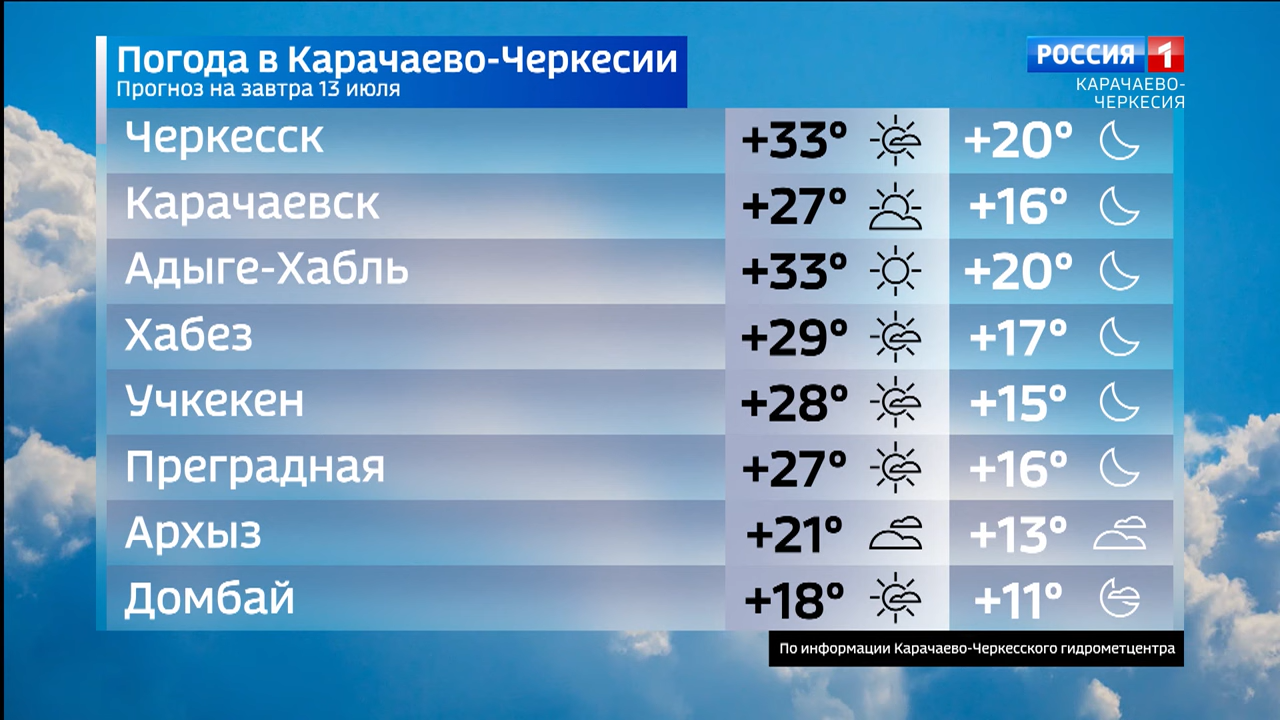 Погода в Карачаево-Черкесии
Прогноз на завтра 13 июля
РОССИЯ 1
КАРАЧАЕВО-
ЧЕРКЕСИЯ
Черкесск +33° +20°
Карачаевск +27° +16°
Адыге-Хабль +33° +20°
Хабез +29° +17°
Учкекен +28° +15°
Преградная +27° +16°
Архыз +21° +13°
Домбай +18° +11°
По информации Карачаево-Черкесского гидрометцентра